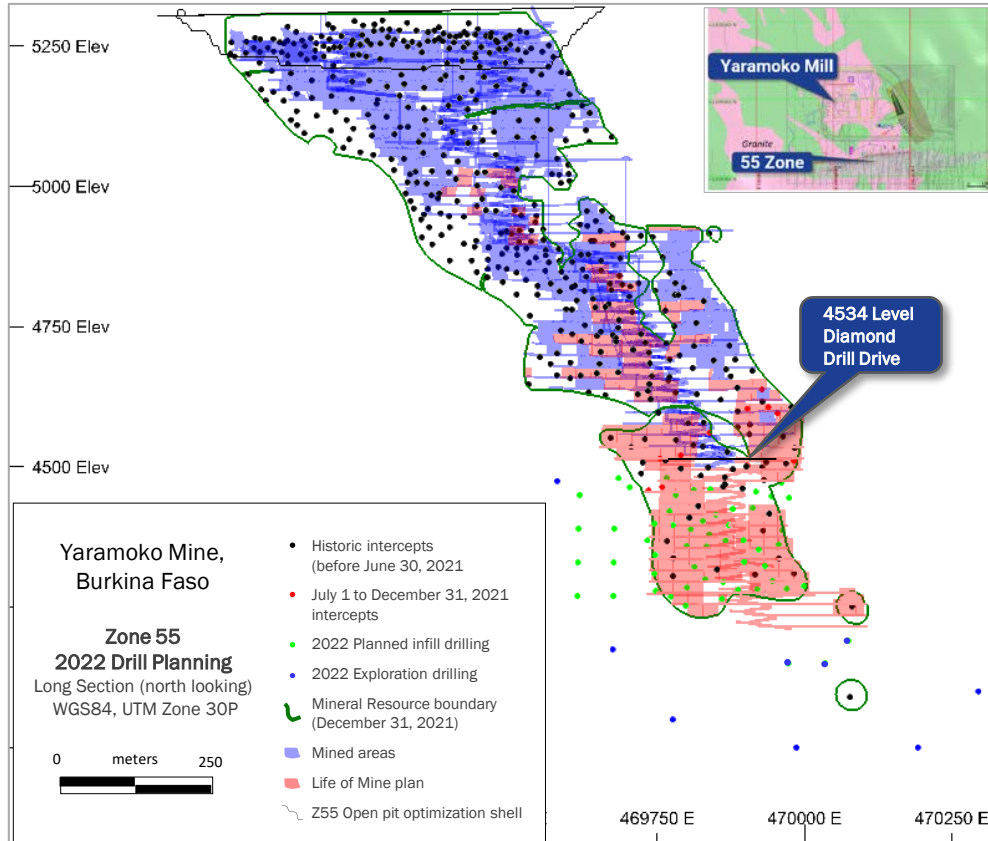 5250 Elev
5000 Elev
4750 Elev
4500 Elev
Yaramoko Mill
Granite
55 Zone
4534 Level
Diamond
Drill Drive
Yaramoko Mine,
Burkina Faso
Zone 55
2022 Drill Planning
Long Section (north looking)
WGS84, UTM Zone 30P
0 meters 250
Historic intercepts
(before June 30, 2021
July 1 to December 31, 2021
intercepts
2022 Planned infill drilling
2022 Exploration drilling
Mineral Resource boundary
(December 31, 2021)
Mined areas
Life of Mine plan
Z55 Open pit optimization shell
469750 E
470000 E
470250 E